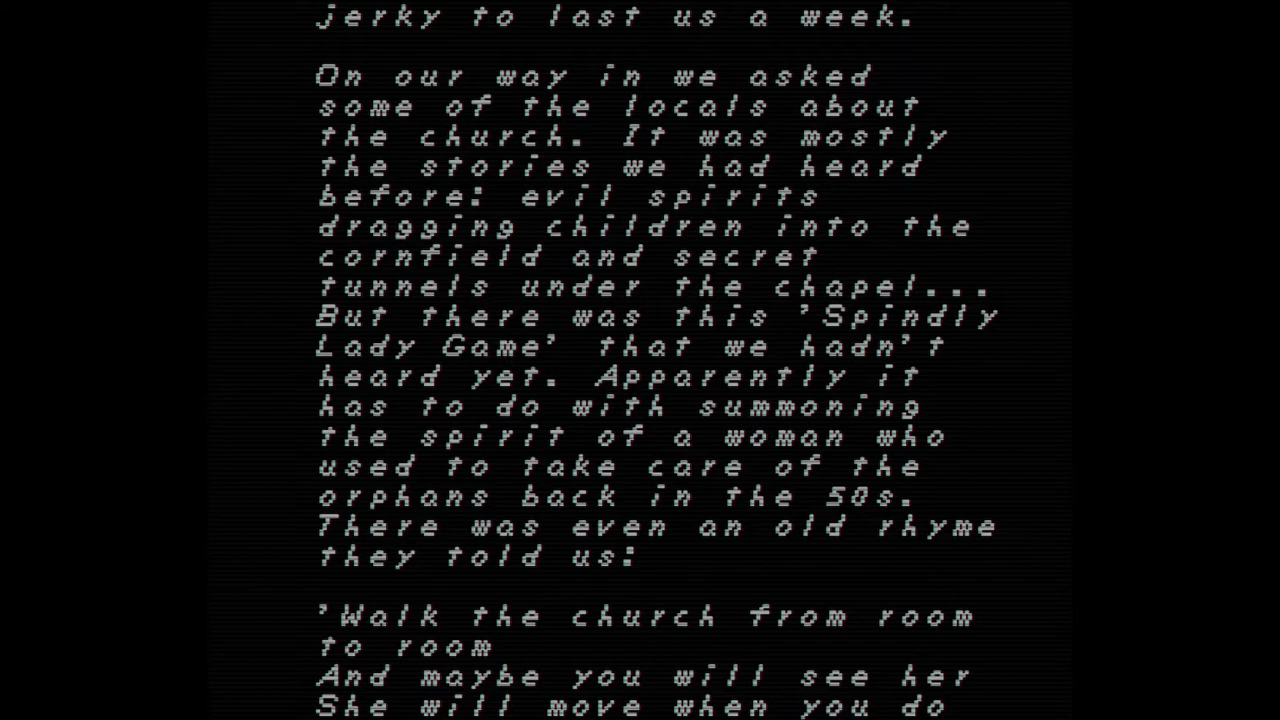 jerky to last us a week.
On our way in we asked
some of the locals about
the church. It was mostly
the stories we had heard
before: evil spirits
dragging children into the
cornfield and secret
tunnels under the chapel...
But there was this 'Spindly
Lady Game' that we hadn't
heard yet. Apparently it
has to do with summoning
the spirit of a woman who
used to take care of the
orphans back in the 50s.
There was even an old rhyme
they told us:
'Walk the church from room
to room
And maybe you will see her
She will move when you do